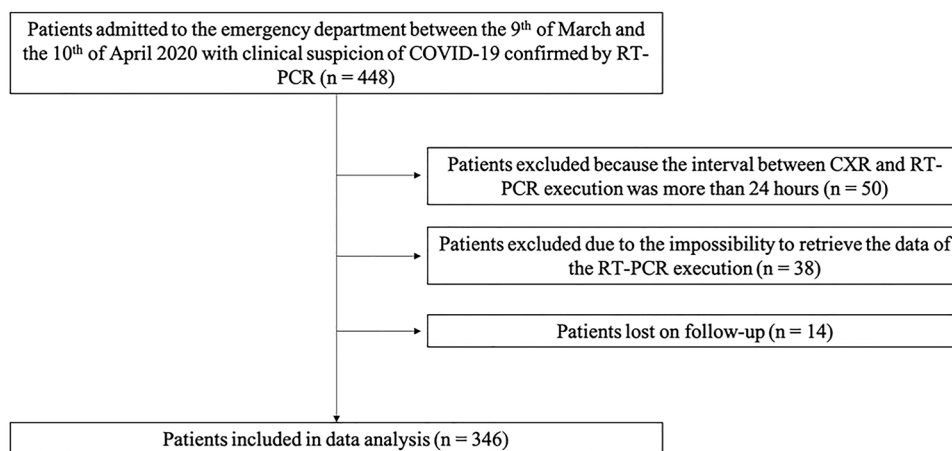 Patients admitted to the emergency department between the 9th of March and
the 10th of April 2020 with clinical suspicion of COVID-19 confirmed by RT-
PCR (n = 448)
Patients excluded because the interval between CXR and RT-
PCR execution was more than 24 hours (n = 50)
Patients excluded due to the impossibility to retrieve the data of
the RT-PCR execution (n = 38)
Patients lost on follow-up (n = 14)
Patients included in data analysis (n = 346)